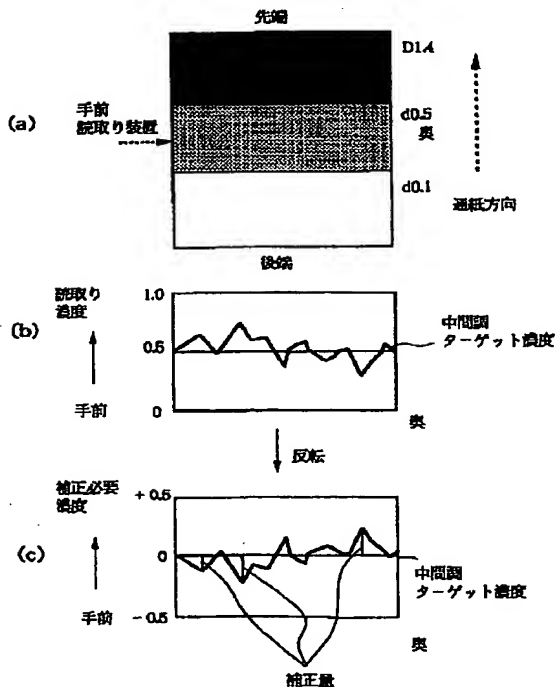 先端
D1.4
(a)
手前
読取り装置
d0.5
奥
d0.1
通紙方向
後端
読取り
濃度
1.0
(b)
0.5
中間調
ターゲット濃度
手前
0
奥
反転
補正必要
濃度
+ 0.5
(c)
0
中間調
ターゲット濃度
手前
- 0.5
奥
補正量